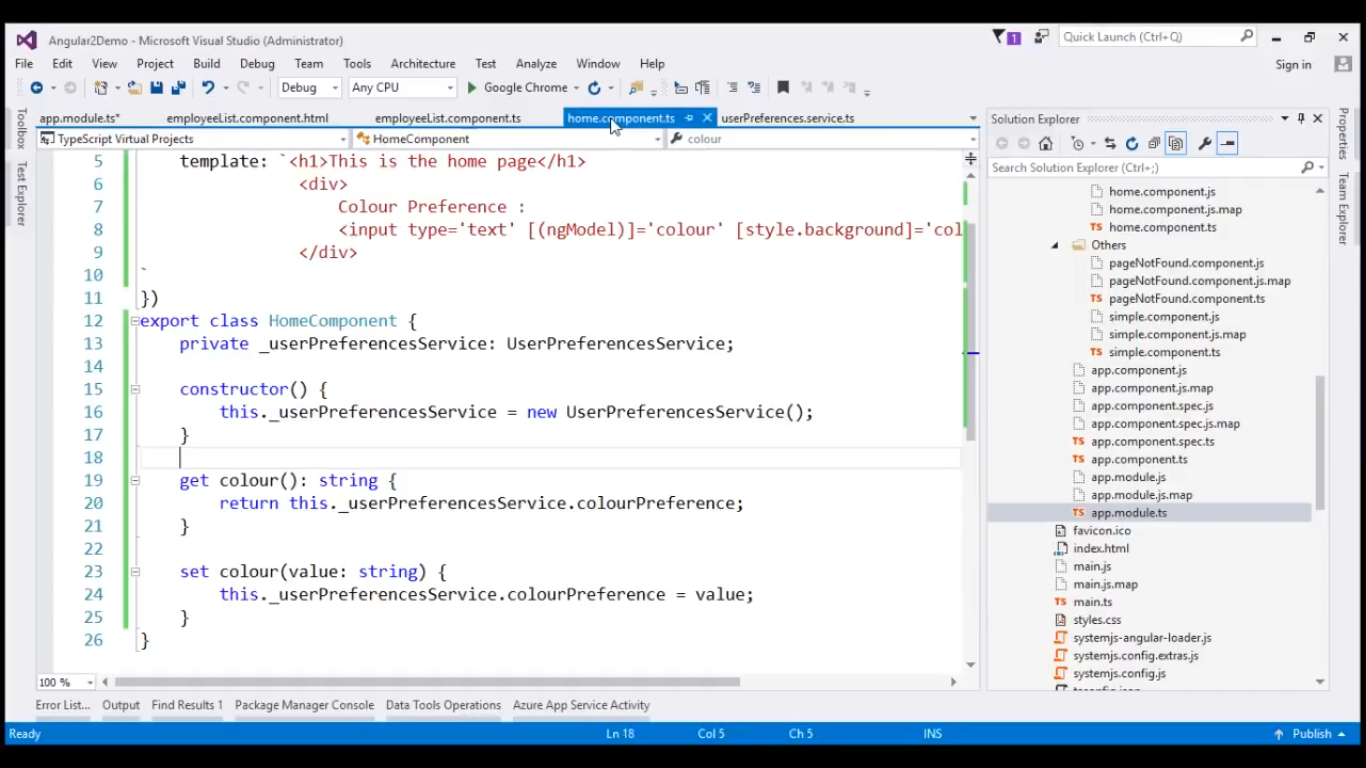 Angular2Demo - Microsoft Visual Studio (Administrator)
1
Quick Launch (Ctrl+Q)
File Edit View Project Build Debug Team Tools Architecture Test Analyze Window Help
Sign in
Debug Any CPU Google Chrome
Toolbox
Test Explorer
app.module.ts* employeeList.component.html employeeList.component.ts home.component.ts userPreferences.service.ts
TypeScript Virtual Projects HomeComponent colour
5 template: `<h1>This is the home page</h1>
6 <div>
7 Colour Preference :
8 <input type='text' [(ngModel)]='colour' [style.background]='col
9 </div>
10 `
11 })
12 export class HomeComponent {
13 private _userPreferencesService: UserPreferencesService;
14
15 constructor() {
16 this._userPreferencesService = new UserPreferencesService();
17 }
18
19 get colour(): string {
20 return this._userPreferencesService.colourPreference;
21 }
22
23 set colour(value: string) {
24 this._userPreferencesService.colourPreference = value;
25 }
26 }
100 %
Solution Explorer
Search Solution Explorer (Ctrl+;)
home.component.js
home.component.js.map
TS home.component.ts
Others
pageNotFound.component.js
pageNotFound.component.js.map
TS pageNotFound.component.ts
simple.component.js
simple.component.js.map
TS simple.component.ts
app.component.js
app.component.js.map
app.component.spec.js
app.component.spec.js.map
TS app.component.spec.ts
TS app.component.ts
app.module.js
app.module.js.map
TS app.module.ts
favicon.ico
index.html
main.js
main.js.map
TS main.ts
styles.css
systemjs-angular-loader.js
systemjs.config.extras.js
systemjs.config.js
Properties
Team Explorer
Error List... Output Find Results 1 Package Manager Console Data Tools Operations Azure App Service Activity
Ready Ln 18 Col 5 Ch 5 INS Publish